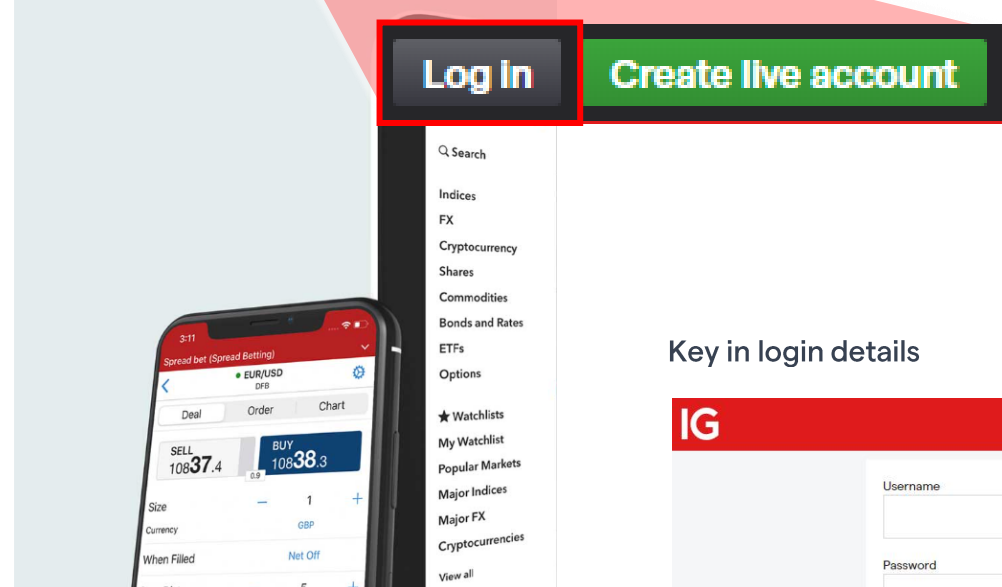 Log in
Create live account
Search
Indices
FX
Cryptocurrency
Shares
Commodities
Bonds and Rates
ETFs
Options
Watchlists
My Watchlist
Popular Markets
Major Indices
Major FX
Cryptocurrencies
View all
3:11
Spread bet (Spread Betting)
EUR/USD
DFB
Deal Order Chart
SELL
10837.4
BUY
10838.3
0.9
Size 1
Currency GBP
When Filled Net Off
Key in login details
IG
Username
Password